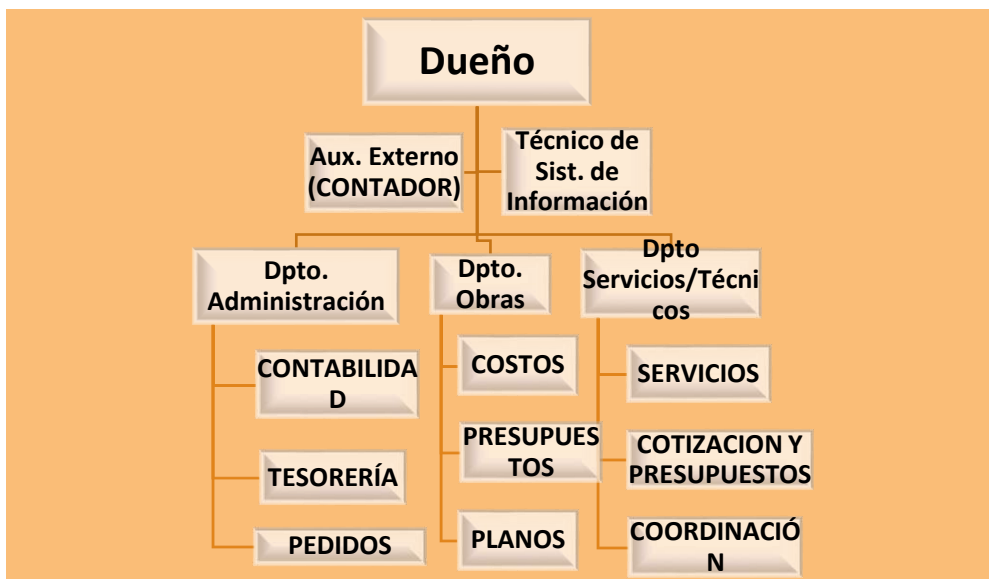 Dueño
Aux. Externo
(CONTADOR)
Técnico de
Sist. de
Información
Dpto.
Administración
CONTABILIDA
D
TESORERÍA
PEDIDOS
Dpto.
Obras
COSTOS
PRESUPUES
TOS
PLANOS
Dpto
Servicios/Técni
cos
SERVICIOS
COTIZACION Y
PRESUPUESTOS
COORDINACIÓ
N